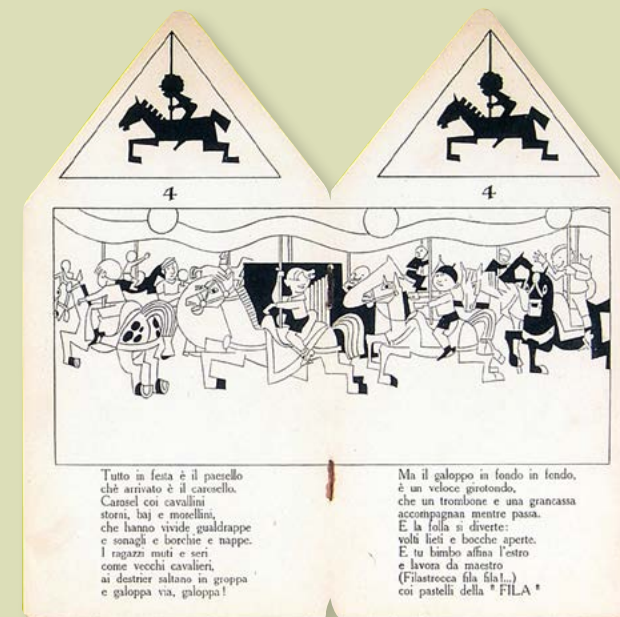 4
Tutto in festa è il paesello
chè arrivato è il carosello.
Carosel coi cavallini
storni, baj e morellini,
che hanno vivide gualdrappe
e sonagli e borchie e nappe.
I ragazzi muti e seri
come vecchi cavalieri,
ai destrier saltano in groppa
e galoppa via, galoppa!
4
Ma il galoppo in fondo in fondo,
è un veloce girotondo,
che un trombone e una grancassa
accompagnan mentre passa.
E la folla si diverte:
volti lieti e bocche aperte.
E tu bimbo affina l'estro
e lavora da maestro
(Filastrocca fila fila!...)
coi pastelli della " FILA "